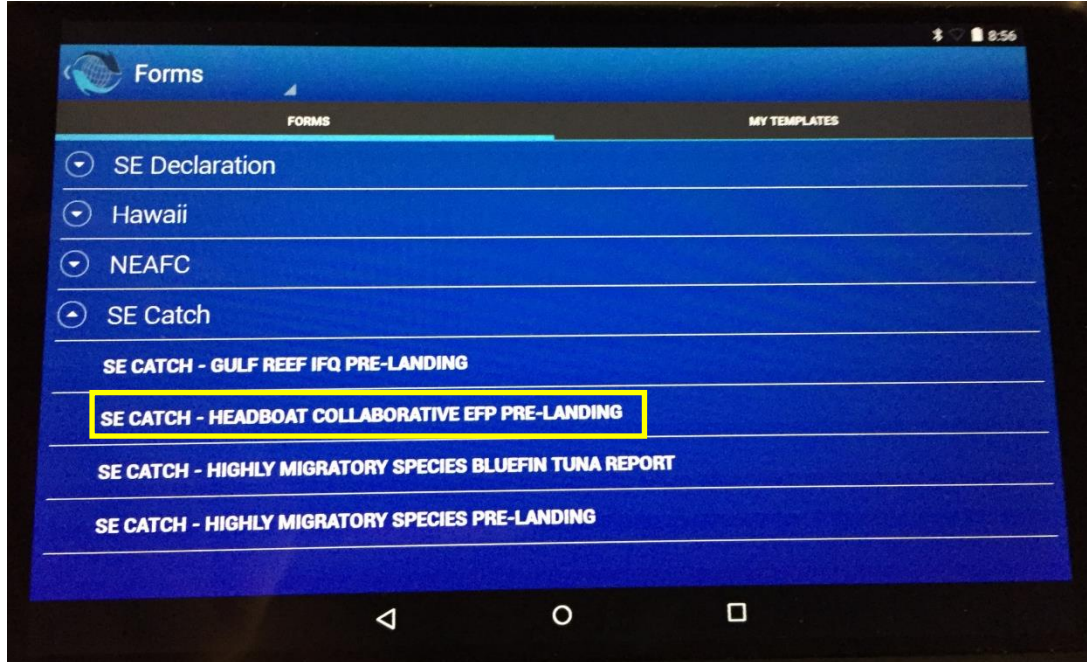 8:56
Forms
FORMS MY TEMPLATES
SE Declaration
Hawaii
NEAFC
SE Catch
SE CATCH - GULF REEF IFQ PRE-LANDING
SE CATCH - HEADBOAT COLLABORATIVE EFP PRE-LANDING
SE CATCH - HIGHLY MIGRATORY SPECIES BLUEFIN TUNA REPORT
SE CATCH - HIGHLY MIGRATORY SPECIES PRE-LANDING